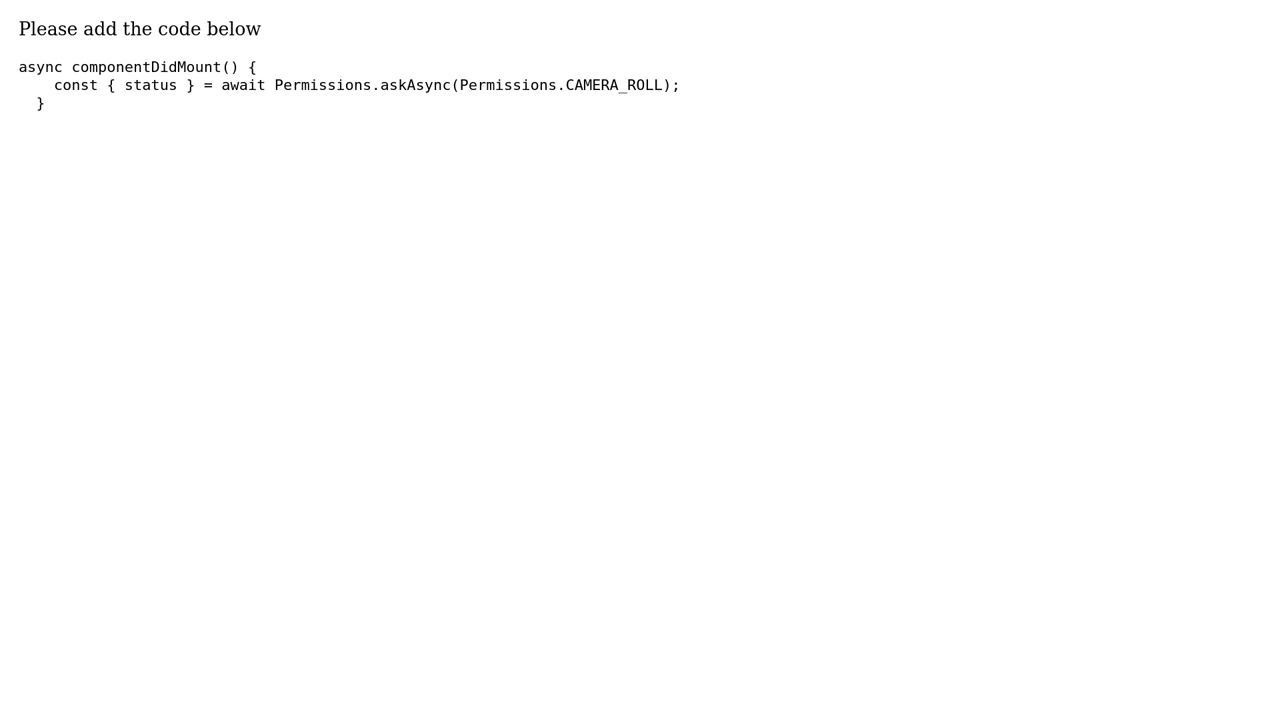 Please add the code below
async componentDidMount() {
    const { status } = await Permissions.askAsync(Permissions.CAMERA_ROLL);
  }